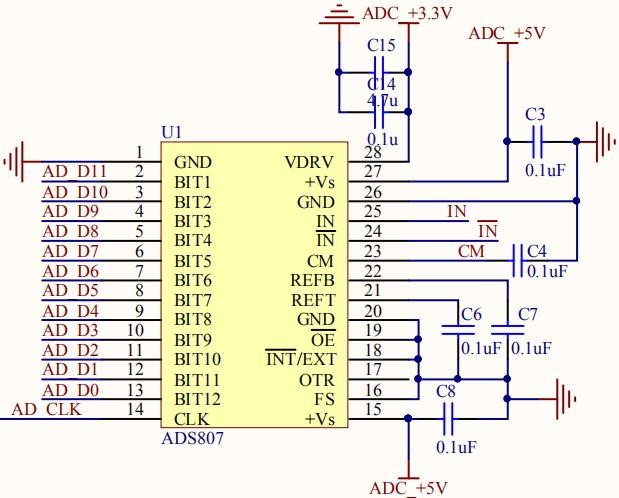 ADC_+3.3V
ADC_+5V
C15
C14
4.7u
0.1u
C3
0.1uF
U1
1 GND VDRV 28
AD_D11 2 BIT1 +Vs 27
AD_D10 3 BIT2 GND 26
AD_D9 4 BIT3 IN 25 IN
AD_D8 5 BIT4 IN 24 IN
AD_D7 6 BIT5 CM 23 CM C4
0.1uF
AD_D6 7 BIT6 REFB 22
AD_D5 8 BIT7 REFT 21
AD_D4 9 BIT8 GND 20 C6 C7
AD_D3 10 BIT9 OE 19 0.1uF 0.1uF
AD_D2 11 BIT10 INT/EXT 18
AD_D1 12 BIT11 OTR 17
AD_D0 13 BIT12 FS 16 C8
AD_CLK 14 CLK +Vs 15
0.1uF
ADS807
ADC_+5V